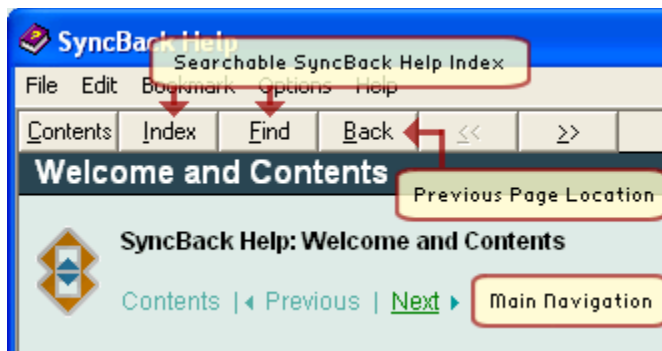 SyncBack Help
Searchable SyncBack Help Index
File Edit Bookmark Options Help
Contents Index Find Back << >>
Welcome and Contents
Previous Page Location
SyncBack Help: Welcome and Contents
Contents | Previous | Next
Main Navigation